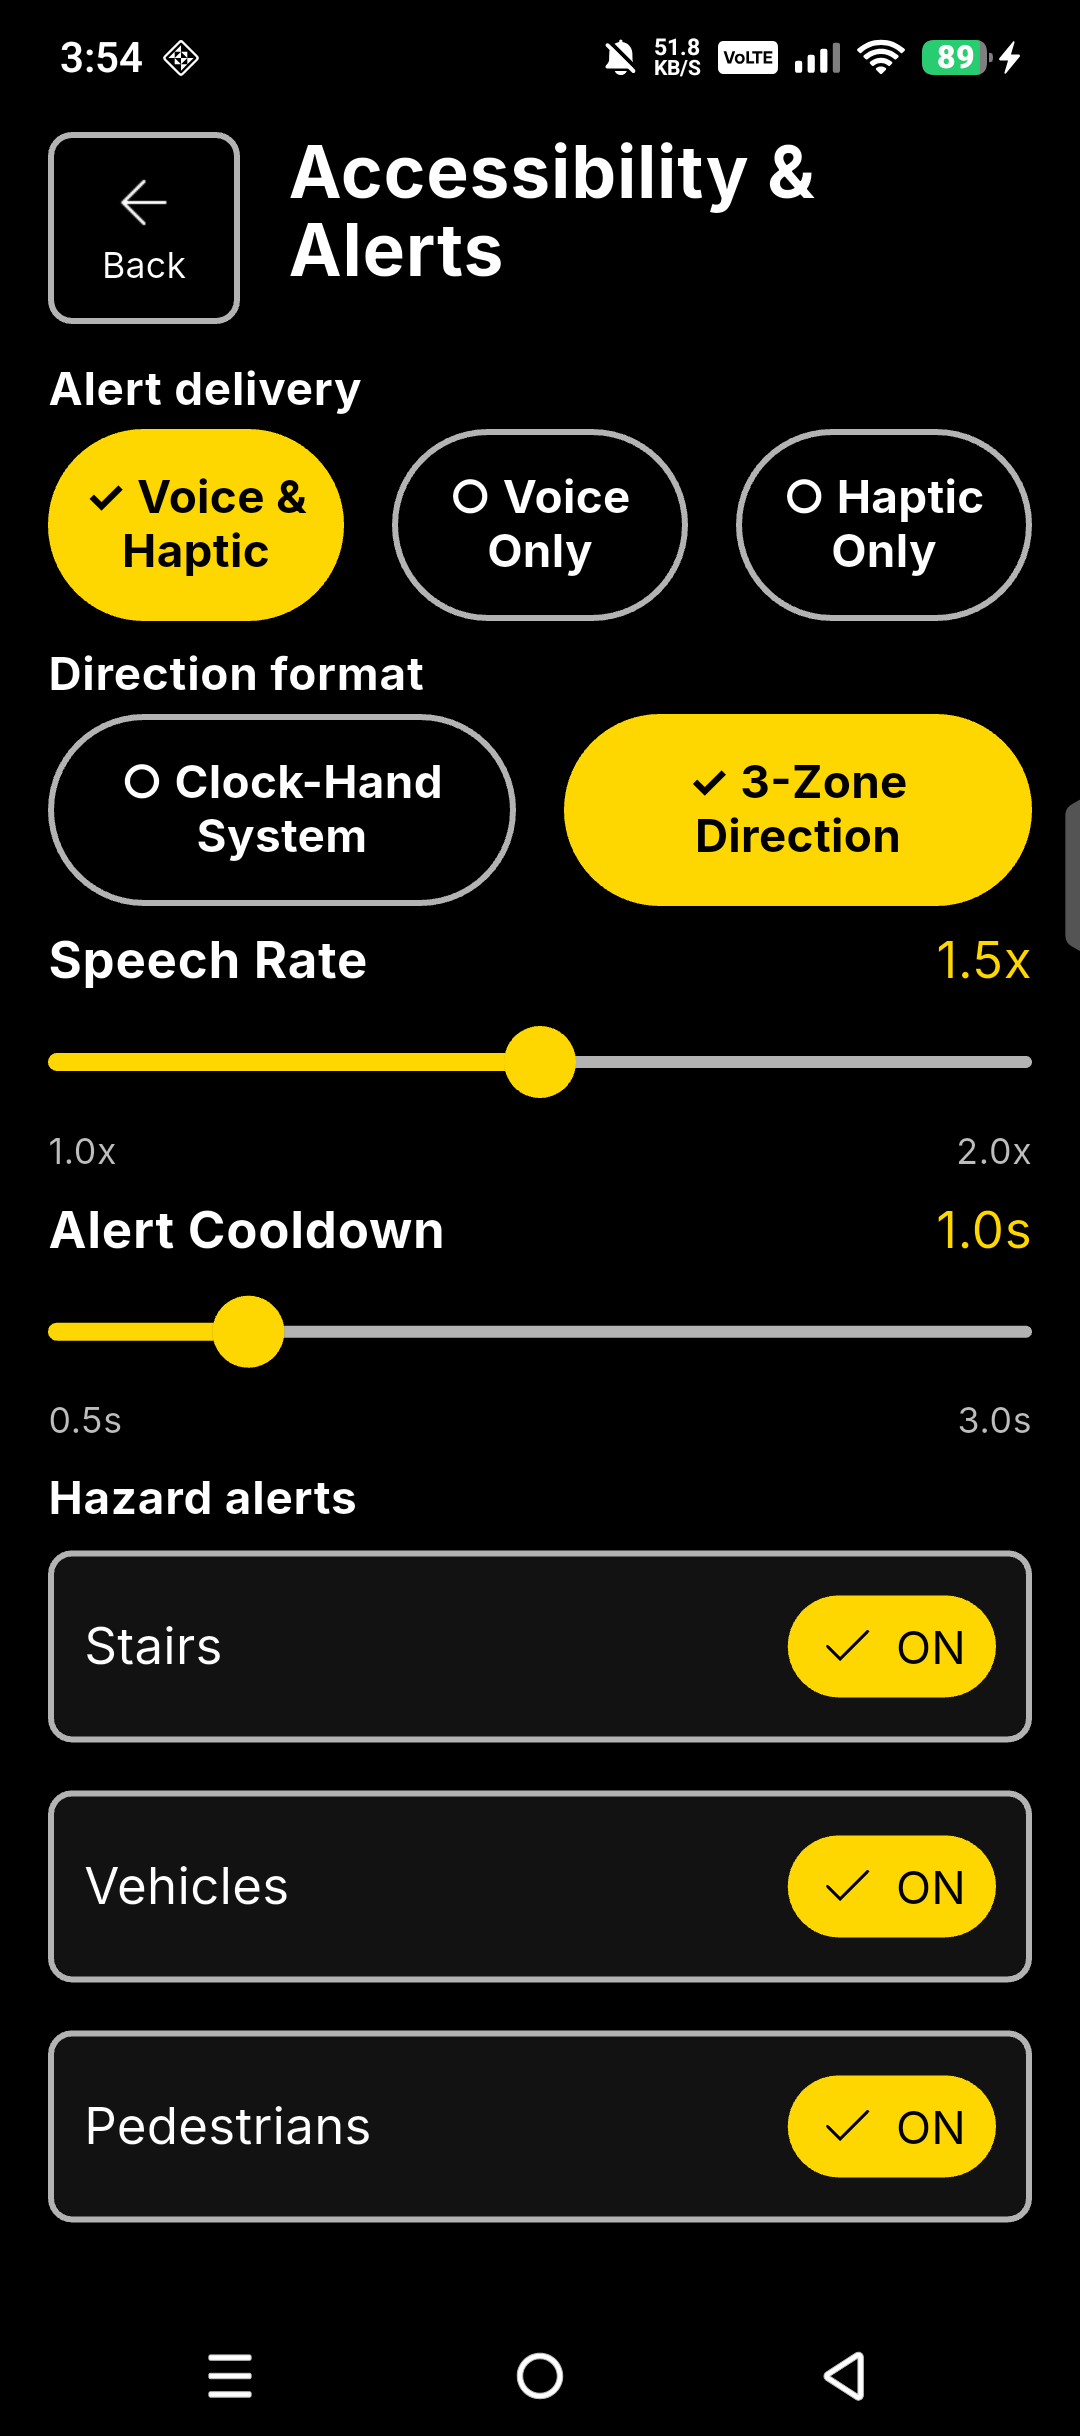 3:54
51.8
KB/S
VoLTE
89
Accessibility &
Alerts
Back
Alert delivery
Voice &
Haptic
Voice
Only
Haptic
Only
Direction format
Clock-Hand
System
3-Zone
Direction
Speech Rate
1.5x
1.0x
2.0x
Alert Cooldown
1.0s
0.5s
3.0s
Hazard alerts
Stairs
ON
Vehicles
ON
Pedestrians
ON